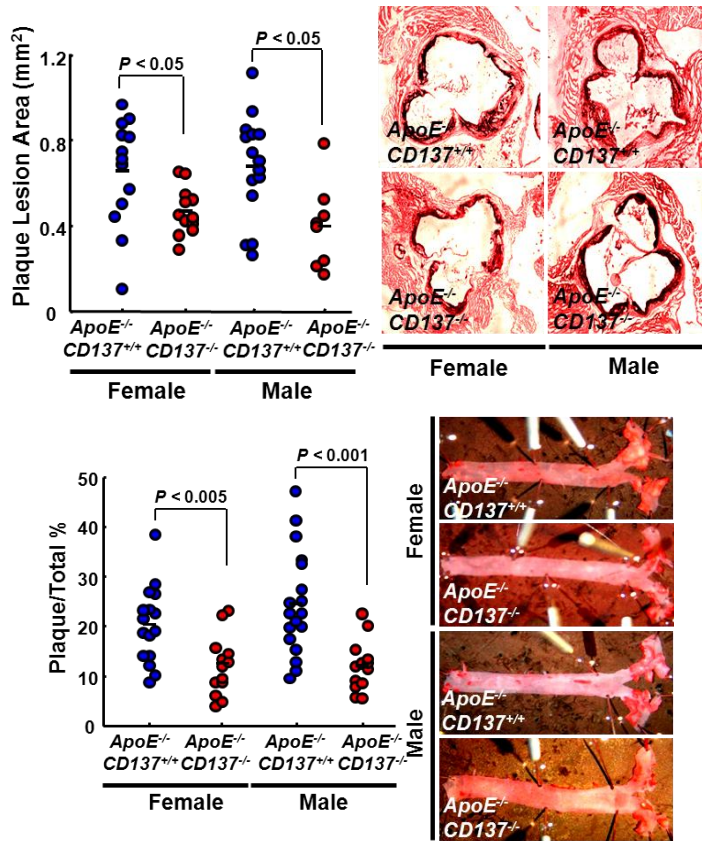 P < 0.05
P < 0.05
Plaque Lesion Area (mm²)
1.2
0.8
0.4
0
ApoE-/-
CD137+/+
ApoE-/-
CD137-/-
ApoE-/-
CD137+/+
ApoE-/-
CD137-/-
Female
Male
ApoE-/-
CD137+/+
ApoE-/-
CD137+/+
ApoE-/-
CD137-/-
ApoE-/-
CD137-/-
Female
Male
P < 0.005
P < 0.001
Plaque/Total %
50
40
30
20
10
0
ApoE-/-
CD137+/+
ApoE-/-
CD137-/-
ApoE-/-
CD137+/+
ApoE-/-
CD137-/-
Female
Male
Female
ApoE-/-
CD137+/+
ApoE-/-
CD137-/-
Male
ApoE-/-
CD137+/+
ApoE-/-
CD137-/-